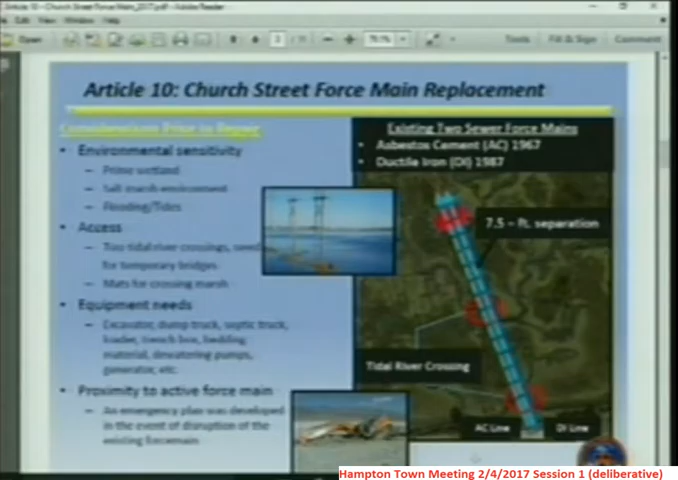 Article 10 - Church Street Force Main_2017.pdf - Adobe Reader
Edit View Window Help
Open
Tools Fill & Sign Comment
Article 10: Church Street Force Main Replacement
Considerations Prior to Repair
• Environmental sensitivity
– Prime wetland
– Salt marsh environment
– Flooding/Tides
• Access
– Two tidal river crossings, need
for temporary bridges
– Mats for crossing marsh
• Equipment needs
– Excavator, dump truck, septic truck,
loader, trench box, bedding
material, dewatering pumps,
generator, etc.
• Proximity to active force main
– An emergency plan was developed
in the event of disruption of the
existing forcemain
Existing Two Sewer Force Mains
• Asbestos Cement (AC) 1967
• Ductile Iron (DI) 1987
7.5 – ft. separation
Tidal River Crossing
AC Line
DI Line
Hampton Town Meeting 2/4/2017 Session 1 (deliberative)